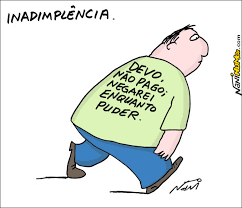 INADIMPLÊNCIA.
DEVO,
NÃO PAGO;
NEGAREI
ENQUANTO
PUDER.
NANI